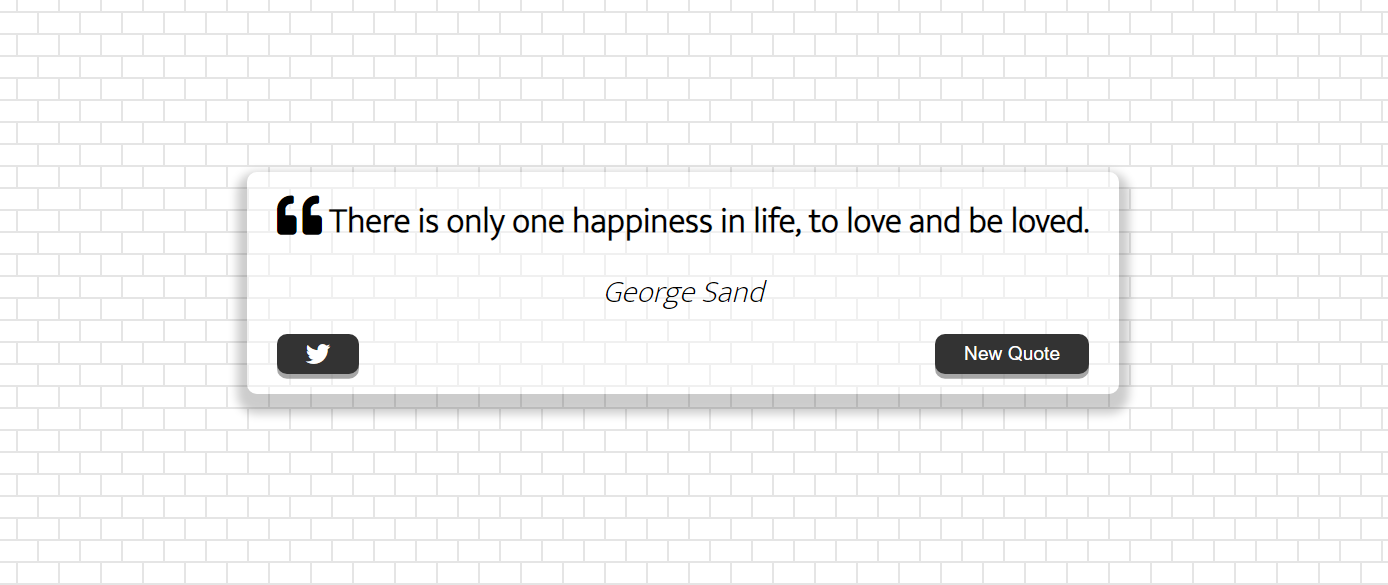 There is only one happiness in life, to love and be loved.
George Sand
New Quote